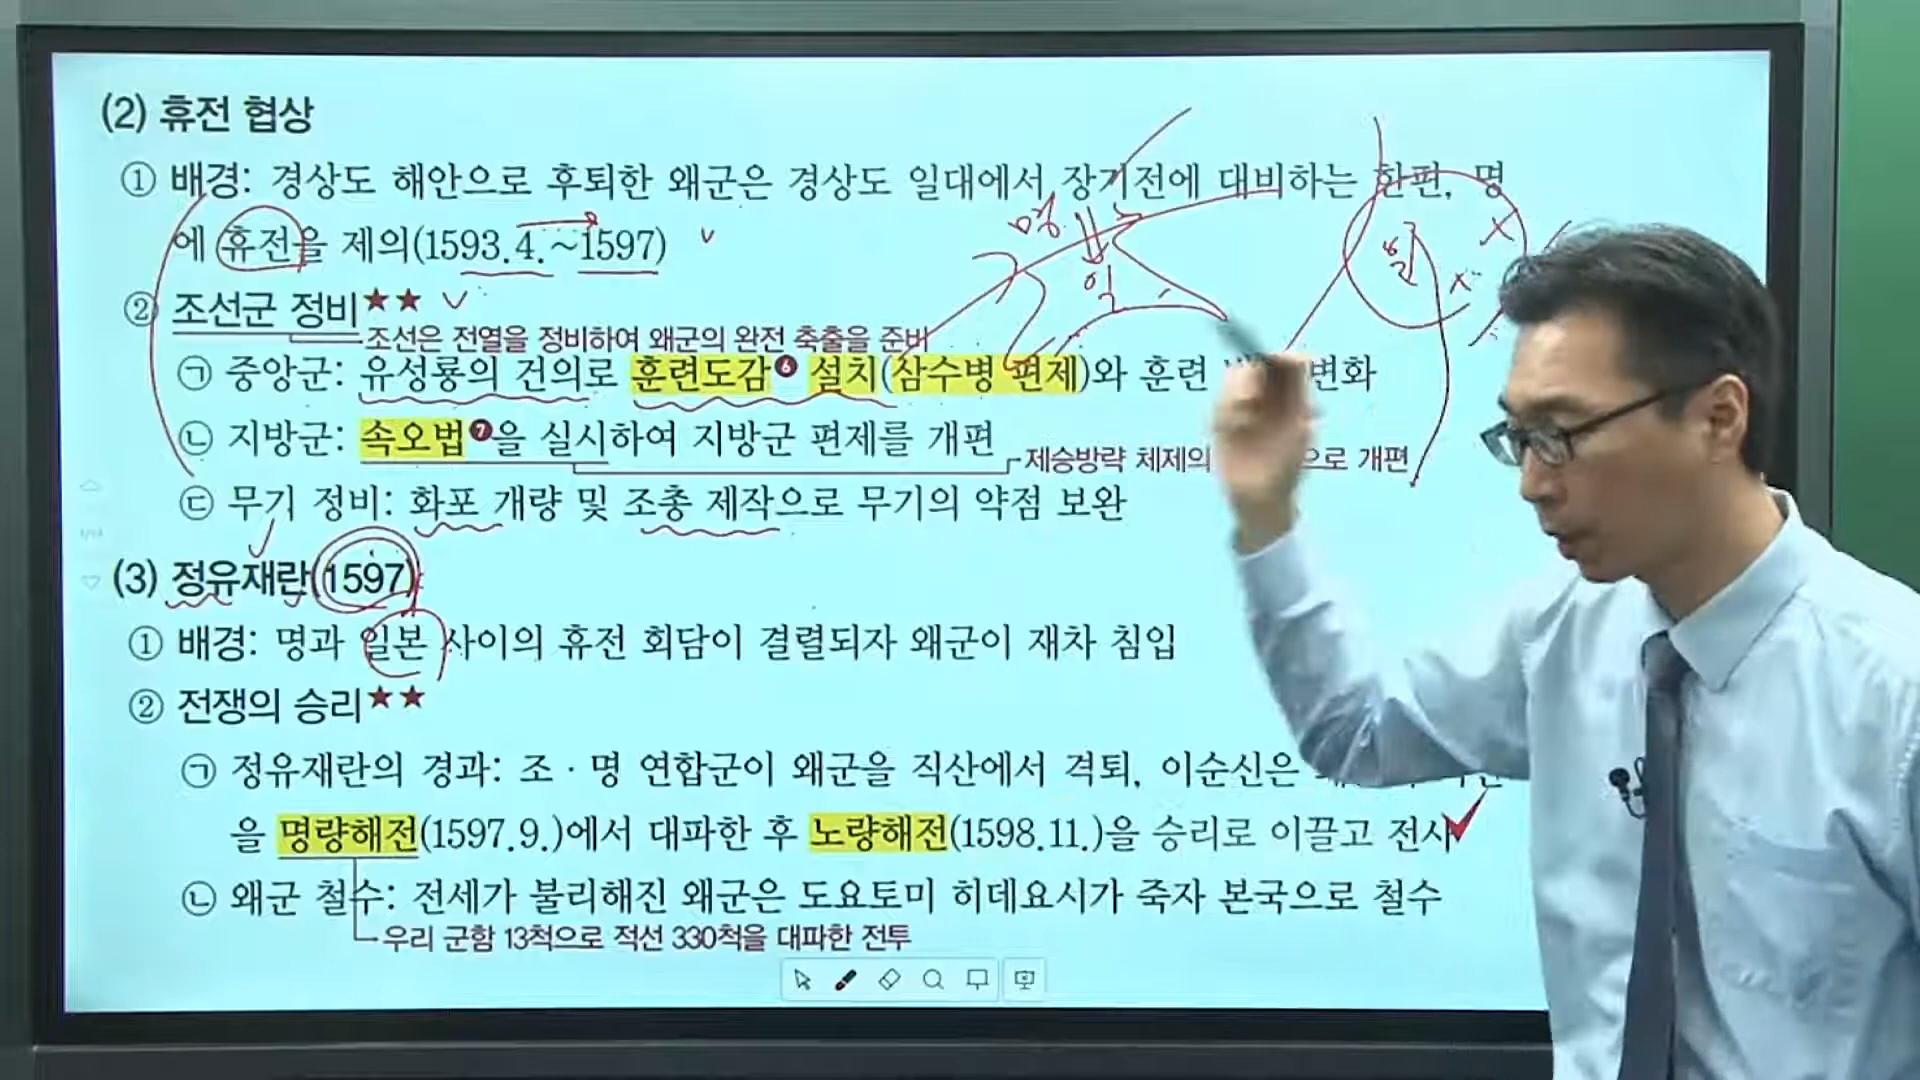 (2) 휴전 협상
① 배경: 경상도 해안으로 후퇴한 왜군은 경상도 일대에서 장기전에 대비하는 한편, 명
에 휴전을 제의(1593.4.~1597)
명
일
일
② 조선군 정비★★
조선은 전열을 정비하여 왜군의 완전 축출을 준비
㉠ 중앙군: 유성룡의 건의로 훈련도감❻ 설치(삼수병 편제)와 훈련 변화
㉡ 지방군: 속오법❼을 실시하여 지방군 편제를 개편
제승방략 체제의 으로 개편
㉢ 무기 정비: 화포 개량 및 조총 제작으로 무기의 약점 보완
(3) 정유재란(1597)
① 배경: 명과 일본 사이의 휴전 회담이 결렬되자 왜군이 재차 침입
② 전쟁의 승리★★
㉠ 정유재란의 경과: 조·명 연합군이 왜군을 직산에서 격퇴, 이순신은
을 명량해전(1597.9.)에서 대파한 후 노량해전(1598.11.)을 승리로 이끌고 전사
㉡ 왜군 철수: 전세가 불리해진 왜군은 도요토미 히데요시가 죽자 본국으로 철수
우리 군함 13척으로 적선 330척을 대파한 전투